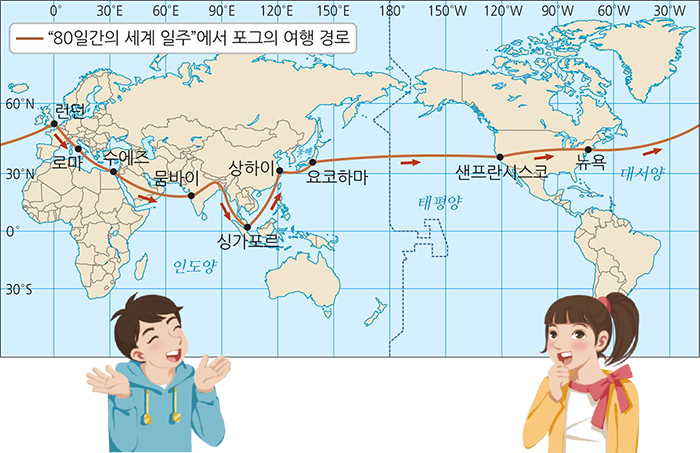 0° 30°E 60°E 90°E 120°E 150°E 180° 150°W 120°W 90°W 60°W 30°W
“80일간의 세계 일주”에서 포그의 여행 경로
60°N
런던
로마
수에즈
뭄바이
상하이
동해
요코하마
샌프란시스코
뉴욕
30°N
대서양
태평양
싱가포르
0°
인도양
30°S